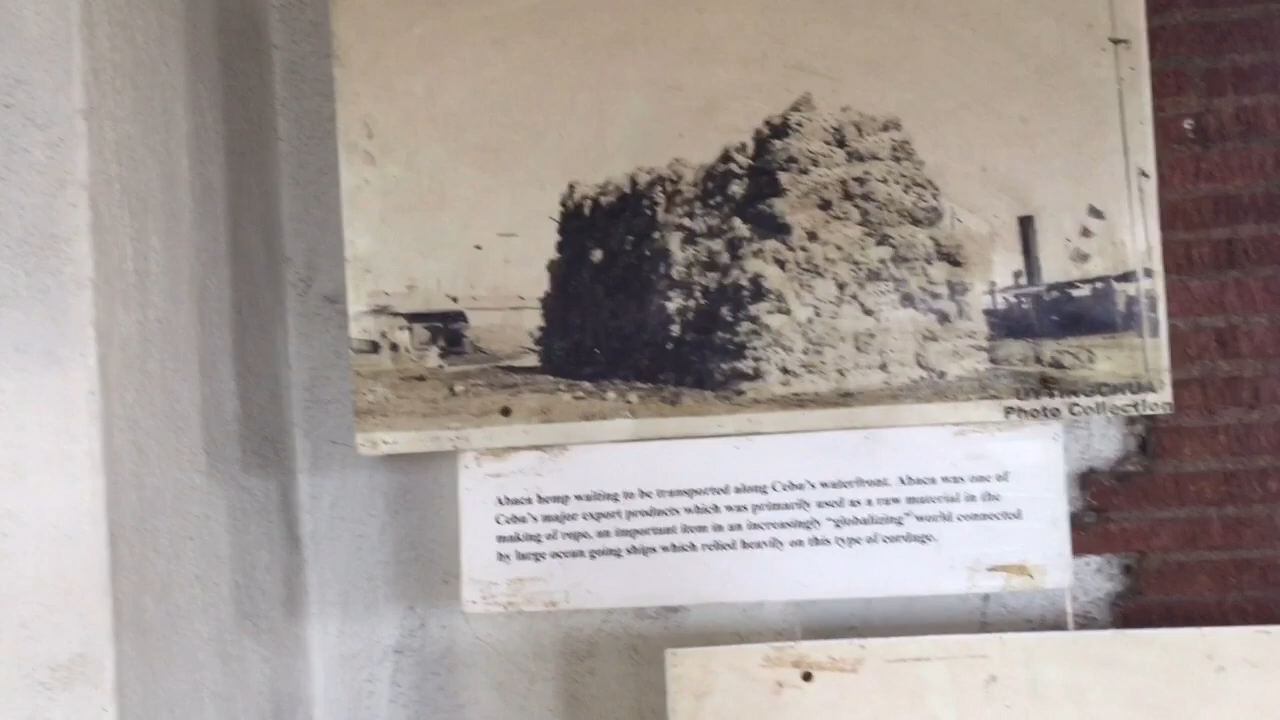 UYTINGCHUA
Photo Collection
Abaca hemp waiting to be transported along Cebu's waterfront. Abaca was one of
Cebu's major export products which was primarily used as a raw material in the
making of rope, an important item in an increasingly "globalizing" world connected
by large ocean going ships which relied heavily on this type of cordage.